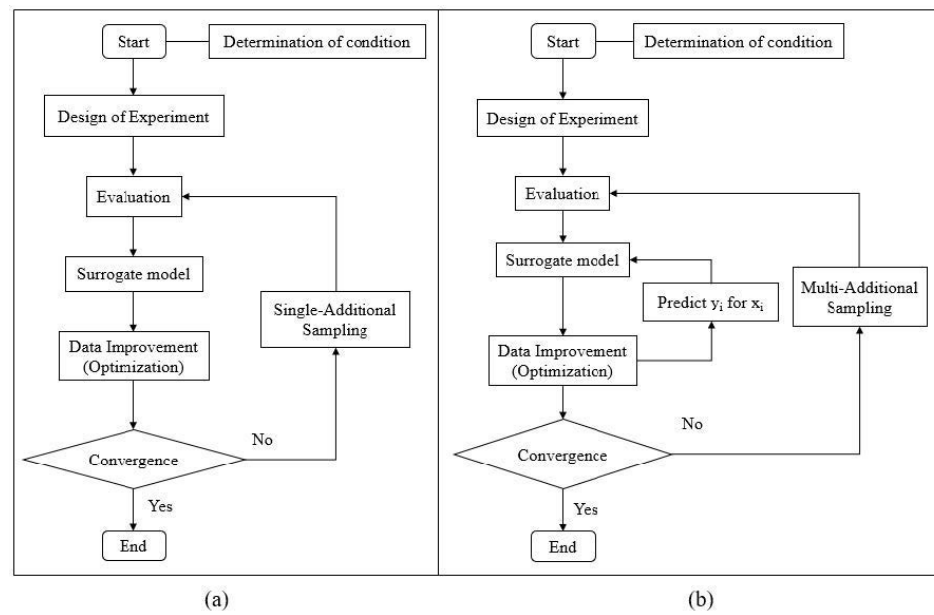 Start
Determination of condition
Design of Experiment
Evaluation
Surrogate model
Single-Additional
Sampling
Data Improvement
(Optimization)
No
Convergence
Yes
End
(a)
Start
Determination of condition
Design of Experiment
Evaluation
Surrogate model
Predict yᵢ for xᵢ
Multi-Additional
Sampling
Data Improvement
(Optimization)
No
Convergence
Yes
End
(b)